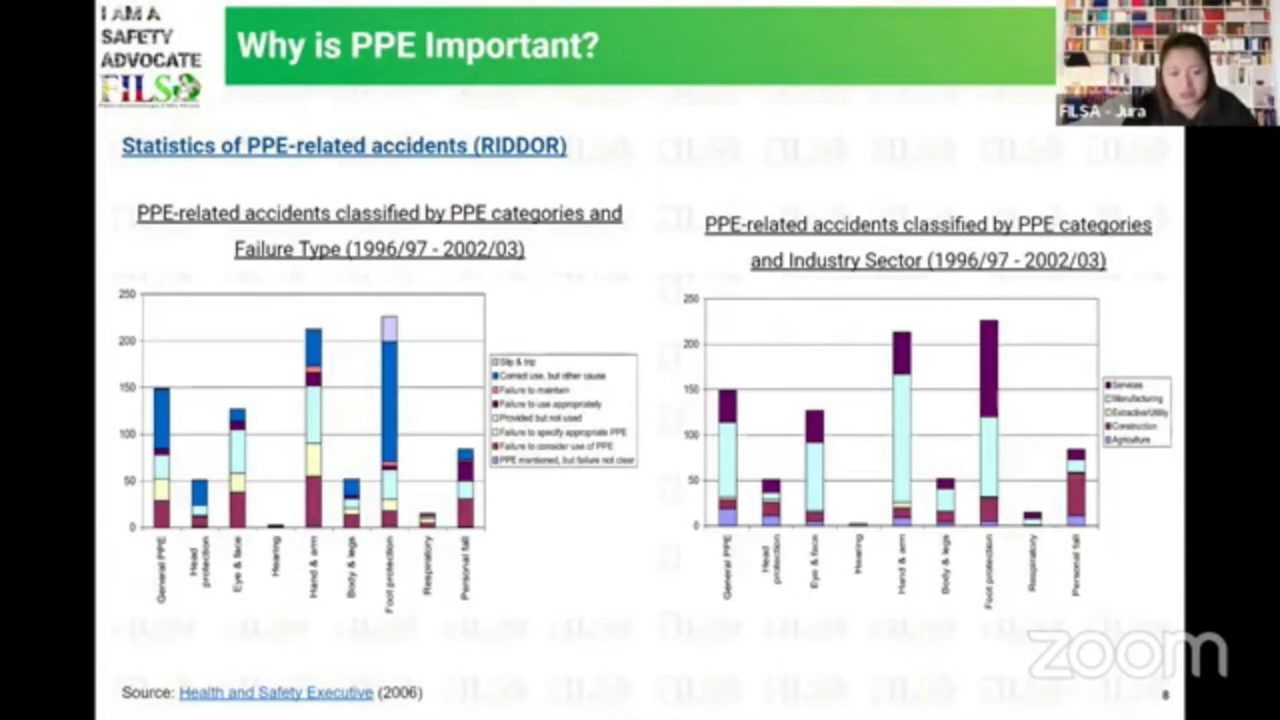 I AM A
SAFETY
ADVOCATE
FILSA
Why is PPE Important?
FILSA - Jura
Statistics of PPE-related accidents (RIDDOR)
PPE-related accidents classified by PPE categories and
Failure Type (1996/97 - 2002/03)
250
200
150
100
50
0
General PPE
Head
protection
Eye & face
Hearing
Hand & arm
Body & legs
Foot protection
Respiratory
Personal fall
Slip & trip
Correct use, but other cause
Failure to maintain
Failure to use appropriately
Provided but not used
Failure to specify appropriate PPE
Failure to consider use of PPE
PPE mentioned, but failure not clear
PPE-related accidents classified by PPE categories
and Industry Sector (1996/97 - 2002/03)
250
200
150
100
50
0
General PPE
Head
protection
Eye & face
Hearing
Hand & arm
Body & legs
Foot protection
Respiratory
Personal fall
Services
Manufacturing
Extractive/Utility
Construction
Agriculture
Source: Health and Safety Executive (2006)
8
zoom